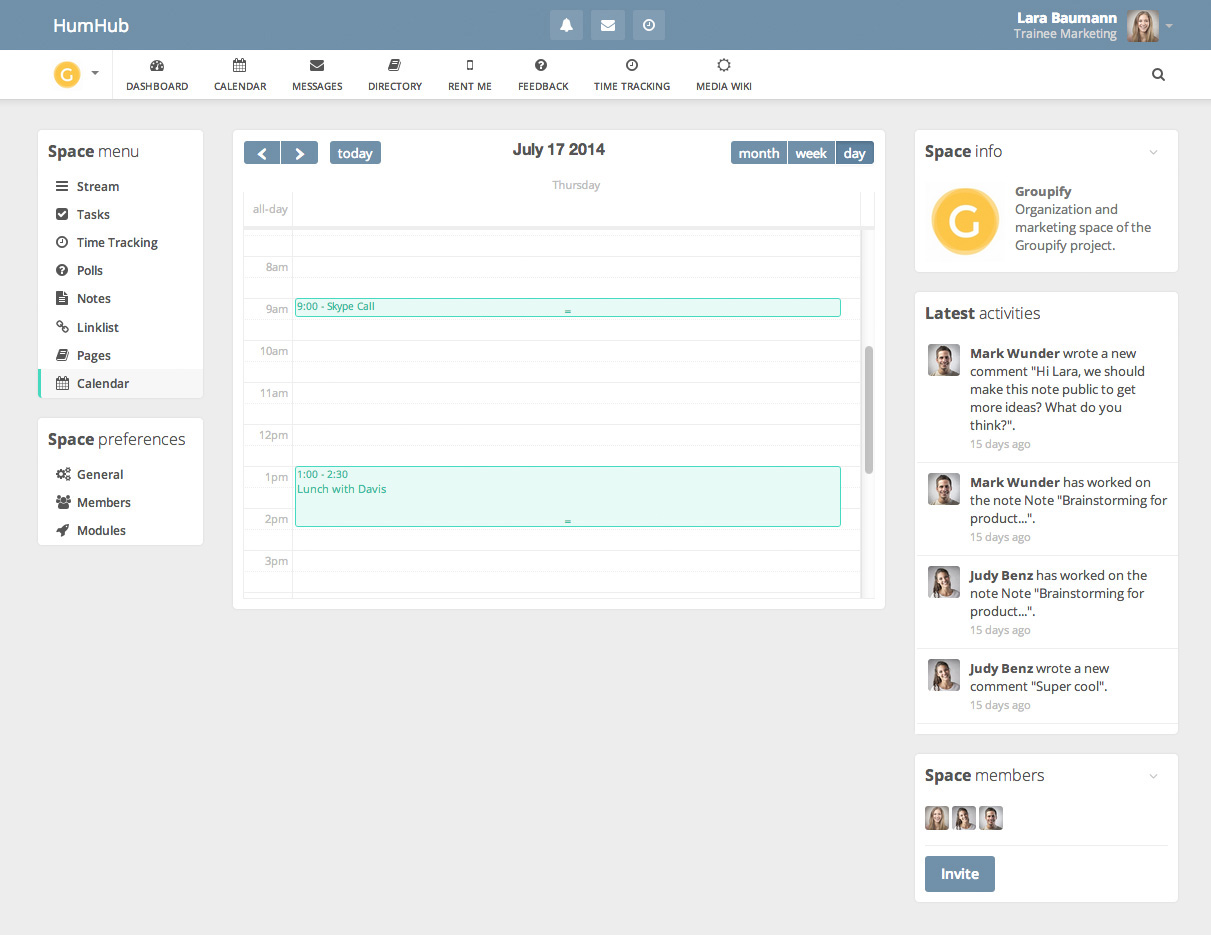 HumHub
Lara Baumann
Trainee Marketing
G
DASHBOARD
CALENDAR
MESSAGES
DIRECTORY
RENT ME
FEEDBACK
TIME TRACKING
MEDIA WIKI
Space menu
Stream
Tasks
Time Tracking
Polls
Notes
Linklist
Pages
Calendar
Space preferences
General
Members
Modules
today
July 17 2014
month
week
day
Thursday
all-day
8am
9am
9:00 - Skype Call
10am
11am
12pm
1pm
1:00 - 2:30
Lunch with Davis
2pm
3pm
Space info
G
Groupify
Organization and
marketing space of the
Groupify project.
Latest activities
Mark Wunder wrote a new
comment "Hi Lara, we should
make this note public to get
more ideas? What do you
think?".
15 days ago
Mark Wunder has worked on
the note Note "Brainstorming for
product...".
15 days ago
Judy Benz has worked on the
note Note "Brainstorming for
product...".
15 days ago
Judy Benz wrote a new
comment "Super cool".
15 days ago
Space members
Invite